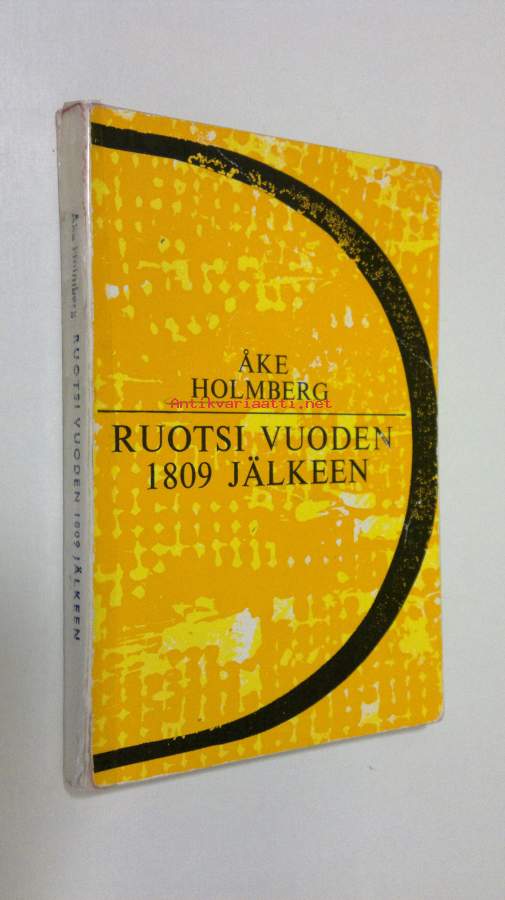 ÅKE
HOLMBERG
Antikvariaatti.net
RUOTSI VUODEN
1809 JÄLKEEN
Åke Holmberg RUOTSI VUODEN 1809 JÄLKEEN